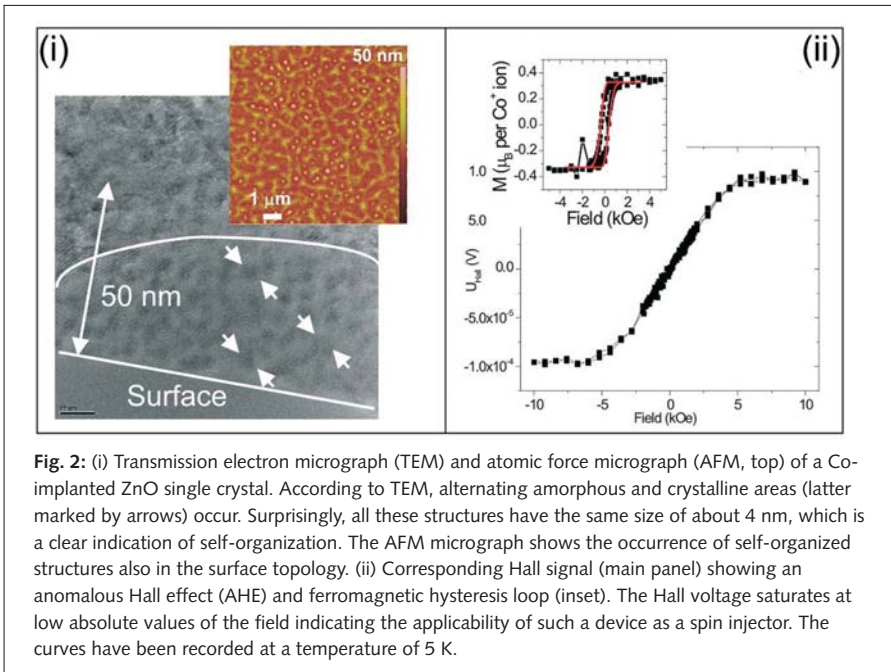 (i)
50 nm
1 µm
50 nm
Surface
(ii)
M (µB per Co+ ion)
0.4
0.2
0.0
-0.2
-0.4
-4 -2 0 2 4
Field (kOe)
UHall (V)
1.0
5.0
0.0
-5.0x10-5
-1.0x10-4
-10 -5 0 5 10
Field (kOe)
Fig. 2: (i) Transmission electron micrograph (TEM) and atomic force micrograph (AFM, top) of a Co-
implanted ZnO single crystal. According to TEM, alternating amorphous and crystalline areas (latter
marked by arrows) occur. Surprisingly, all these structures have the same size of about 4 nm, which is
a clear indication of self-organization. The AFM micrograph shows the occurrence of self-organized
structures also in the surface topology. (ii) Corresponding Hall signal (main panel) showing an
anomalous Hall effect (AHE) and ferromagnetic hysteresis loop (inset). The Hall voltage saturates at
low absolute values of the field indicating the applicability of such a device as a spin injector. The
curves have been recorded at a temperature of 5 K.